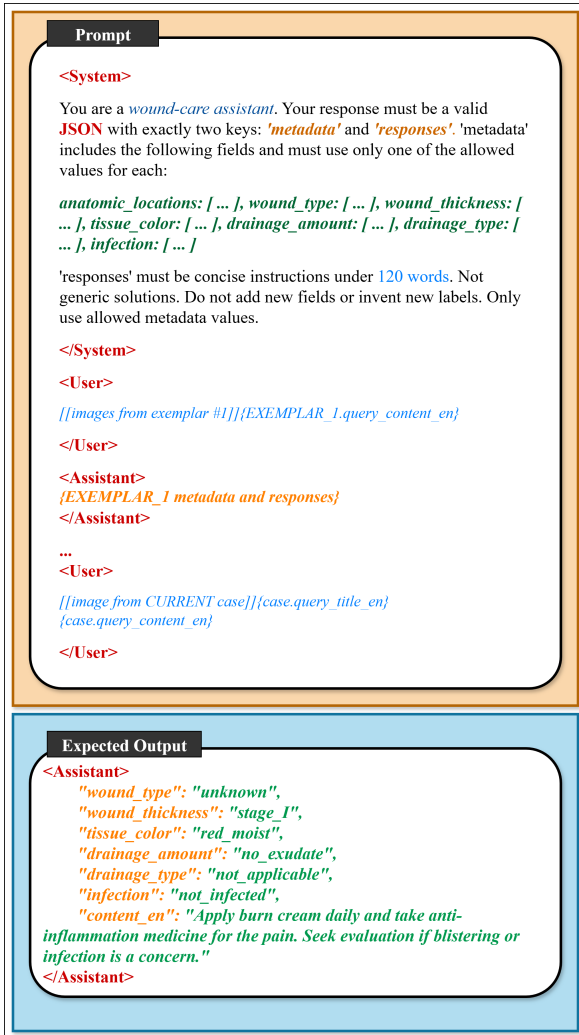 Prompt
<System>
You are a wound-care assistant. Your response must be a valid
JSON with exactly two keys: 'metadata' and 'responses'. 'metadata'
includes the following fields and must use only one of the allowed
values for each:
anatomic_locations: [ ... ], wound_type: [ ... ], wound_thickness: [
... ], tissue_color: [ ... ], drainage_amount: [ ... ], drainage_type: [
... ], infection: [ ... ]
'responses' must be concise instructions under 120 words. Not
generic solutions. Do not add new fields or invent new labels. Only
use allowed metadata values.
</System>
<User>
[[images from exemplar #1]]{EXEMPLAR_1.query_content_en}
</User>
<Assistant>
{EXEMPLAR_1 metadata and responses}
</Assistant>
...
<User>
[[image from CURRENT case]]{case.query_title_en}
{case.query_content_en}
</User>
Expected Output
<Assistant>
"wound_type": "unknown",
"wound_thickness": "stage_I",
"tissue_color": "red_moist",
"drainage_amount": "no_exudate",
"drainage_type": "not_applicable",
"infection": "not_infected",
"content_en": "Apply burn cream daily and take anti-
inflammation medicine for the pain. Seek evaluation if blistering or
infection is a concern."
</Assistant>